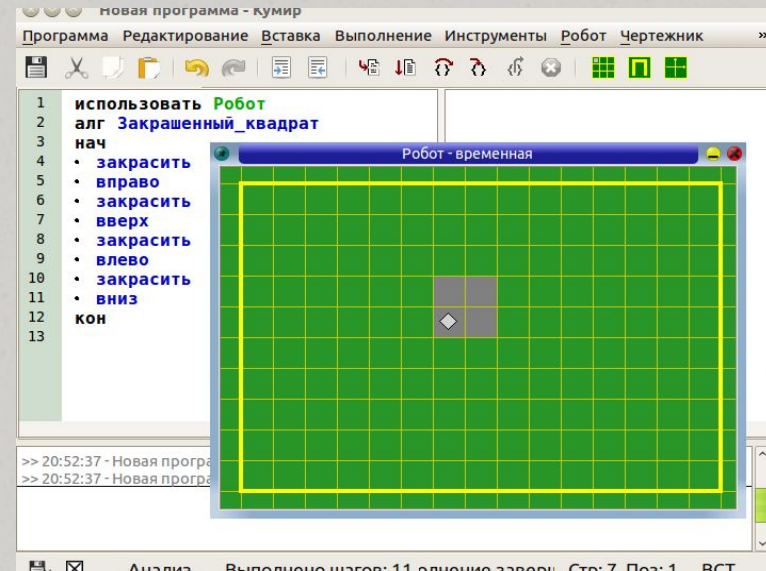 Новая программа - Кумир
Программа Редактирование Вставка Выполнение Инструменты Робот Чертежник »
1 использовать Робот
2 алг Закрашенный_квадрат
3 нач
4 • закрасить
5 • вправо
6 • закрасить
7 • вверх
8 • закрасить
9 • влево
10 • закрасить
11 • вниз
12 кон
13
Робот - временная
>> 20:52:37 - Новая прогр
>> 20:52:37 - Новая прогр
Анализ Выполнено шагов: 11 Стр: 7, Поз: 1 ВСТ